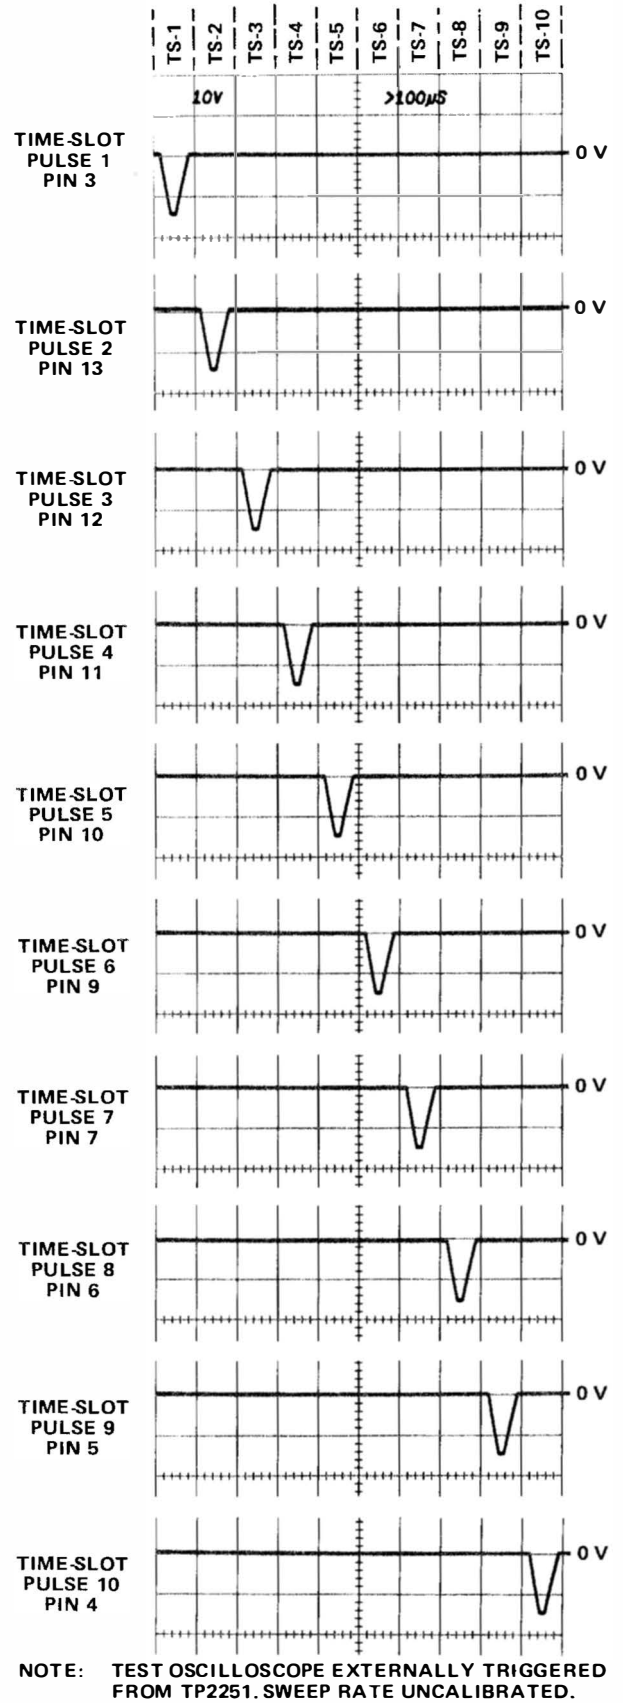 TS-1 TS-2 TS-3 TS-4 TS-5 TS-6 TS-7 TS-8 TS-9 TS-10
10V >100µS
TIME-SLOT
PULSE 1
PIN 3
0 V
TIME-SLOT
PULSE 2
PIN 13
0 V
TIME-SLOT
PULSE 3
PIN 12
0 V
TIME-SLOT
PULSE 4
PIN 11
0 V
TIME-SLOT
PULSE 5
PIN 10
0 V
TIME-SLOT
PULSE 6
PIN 9
0 V
TIME-SLOT
PULSE 7
PIN 7
0 V
TIME-SLOT
PULSE 8
PIN 6
0 V
TIME-SLOT
PULSE 9
PIN 5
0 V
TIME-SLOT
PULSE 10
PIN 4
0 V
NOTE: TEST OSCILLOSCOPE EXTERNALLY TRIGGERED
FROM TP2251. SWEEP RATE UNCALIBRATED.